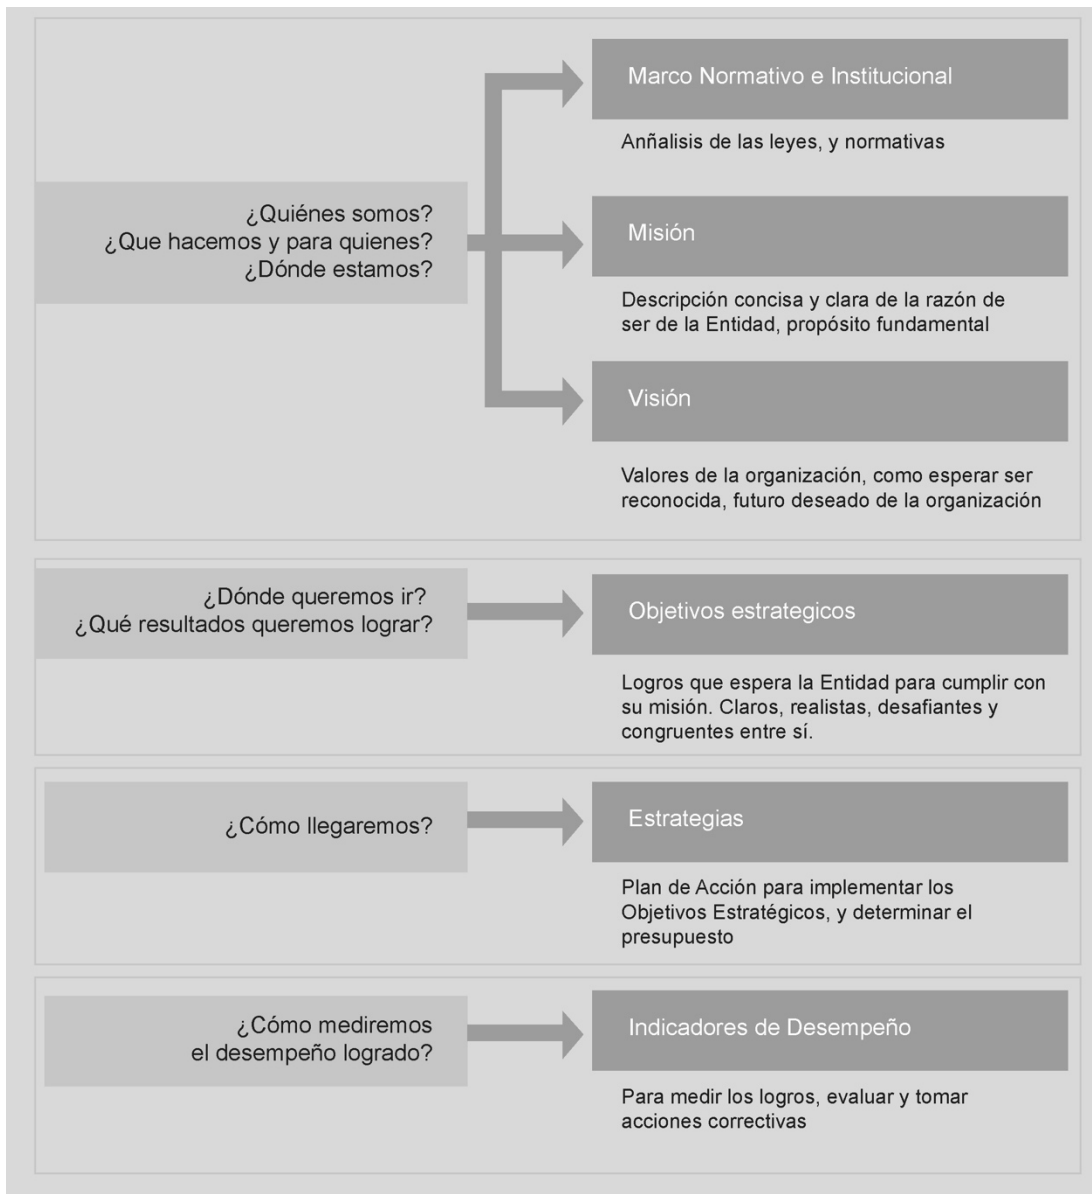 ¿Quiénes somos?
¿Que hacemos y para quienes?
¿Dónde estamos?
Marco Normativo e Institucional
Anñalisis de las leyes, y normativas
Misión
Descripción concisa y clara de la razón de
ser de la Entidad, propósito fundamental
Visión
Valores de la organización, como esperar ser
reconocida, futuro deseado de la organización
¿Dónde queremos ir?
¿Qué resultados queremos lograr?
Objetivos estrategicos
Logros que espera la Entidad para cumplir con
su misión. Claros, realistas, desafiantes y
congruentes entre sí.
¿Cómo llegaremos?
Estrategias
Plan de Acción para implementar los
Objetivos Estratégicos, y determinar el
presupuesto
¿Cómo mediremos
el desempeño logrado?
Indicadores de Desempeño
Para medir los logros, evaluar y tomar
acciones correctivas